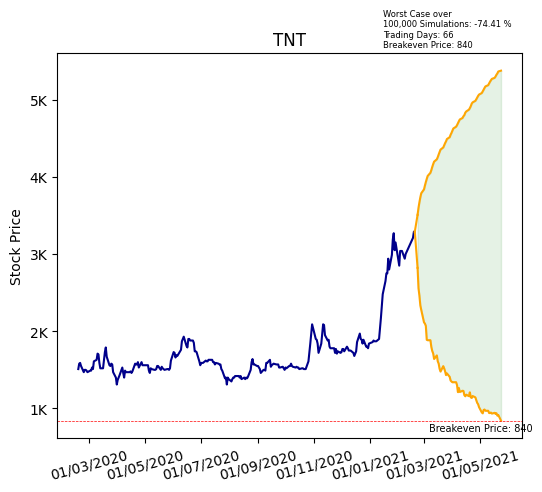 Worst Case over
100,000 Simulations: -74.41 %
Trading Days: 66
Breakeven Price: 840
TNT
Stock Price
5K
4K
3K
2K
1K
Breakeven Price: 840
01/03/2020
01/05/2020
01/07/2020
01/09/2020
01/11/2020
01/01/2021
01/03/2021
01/05/2021